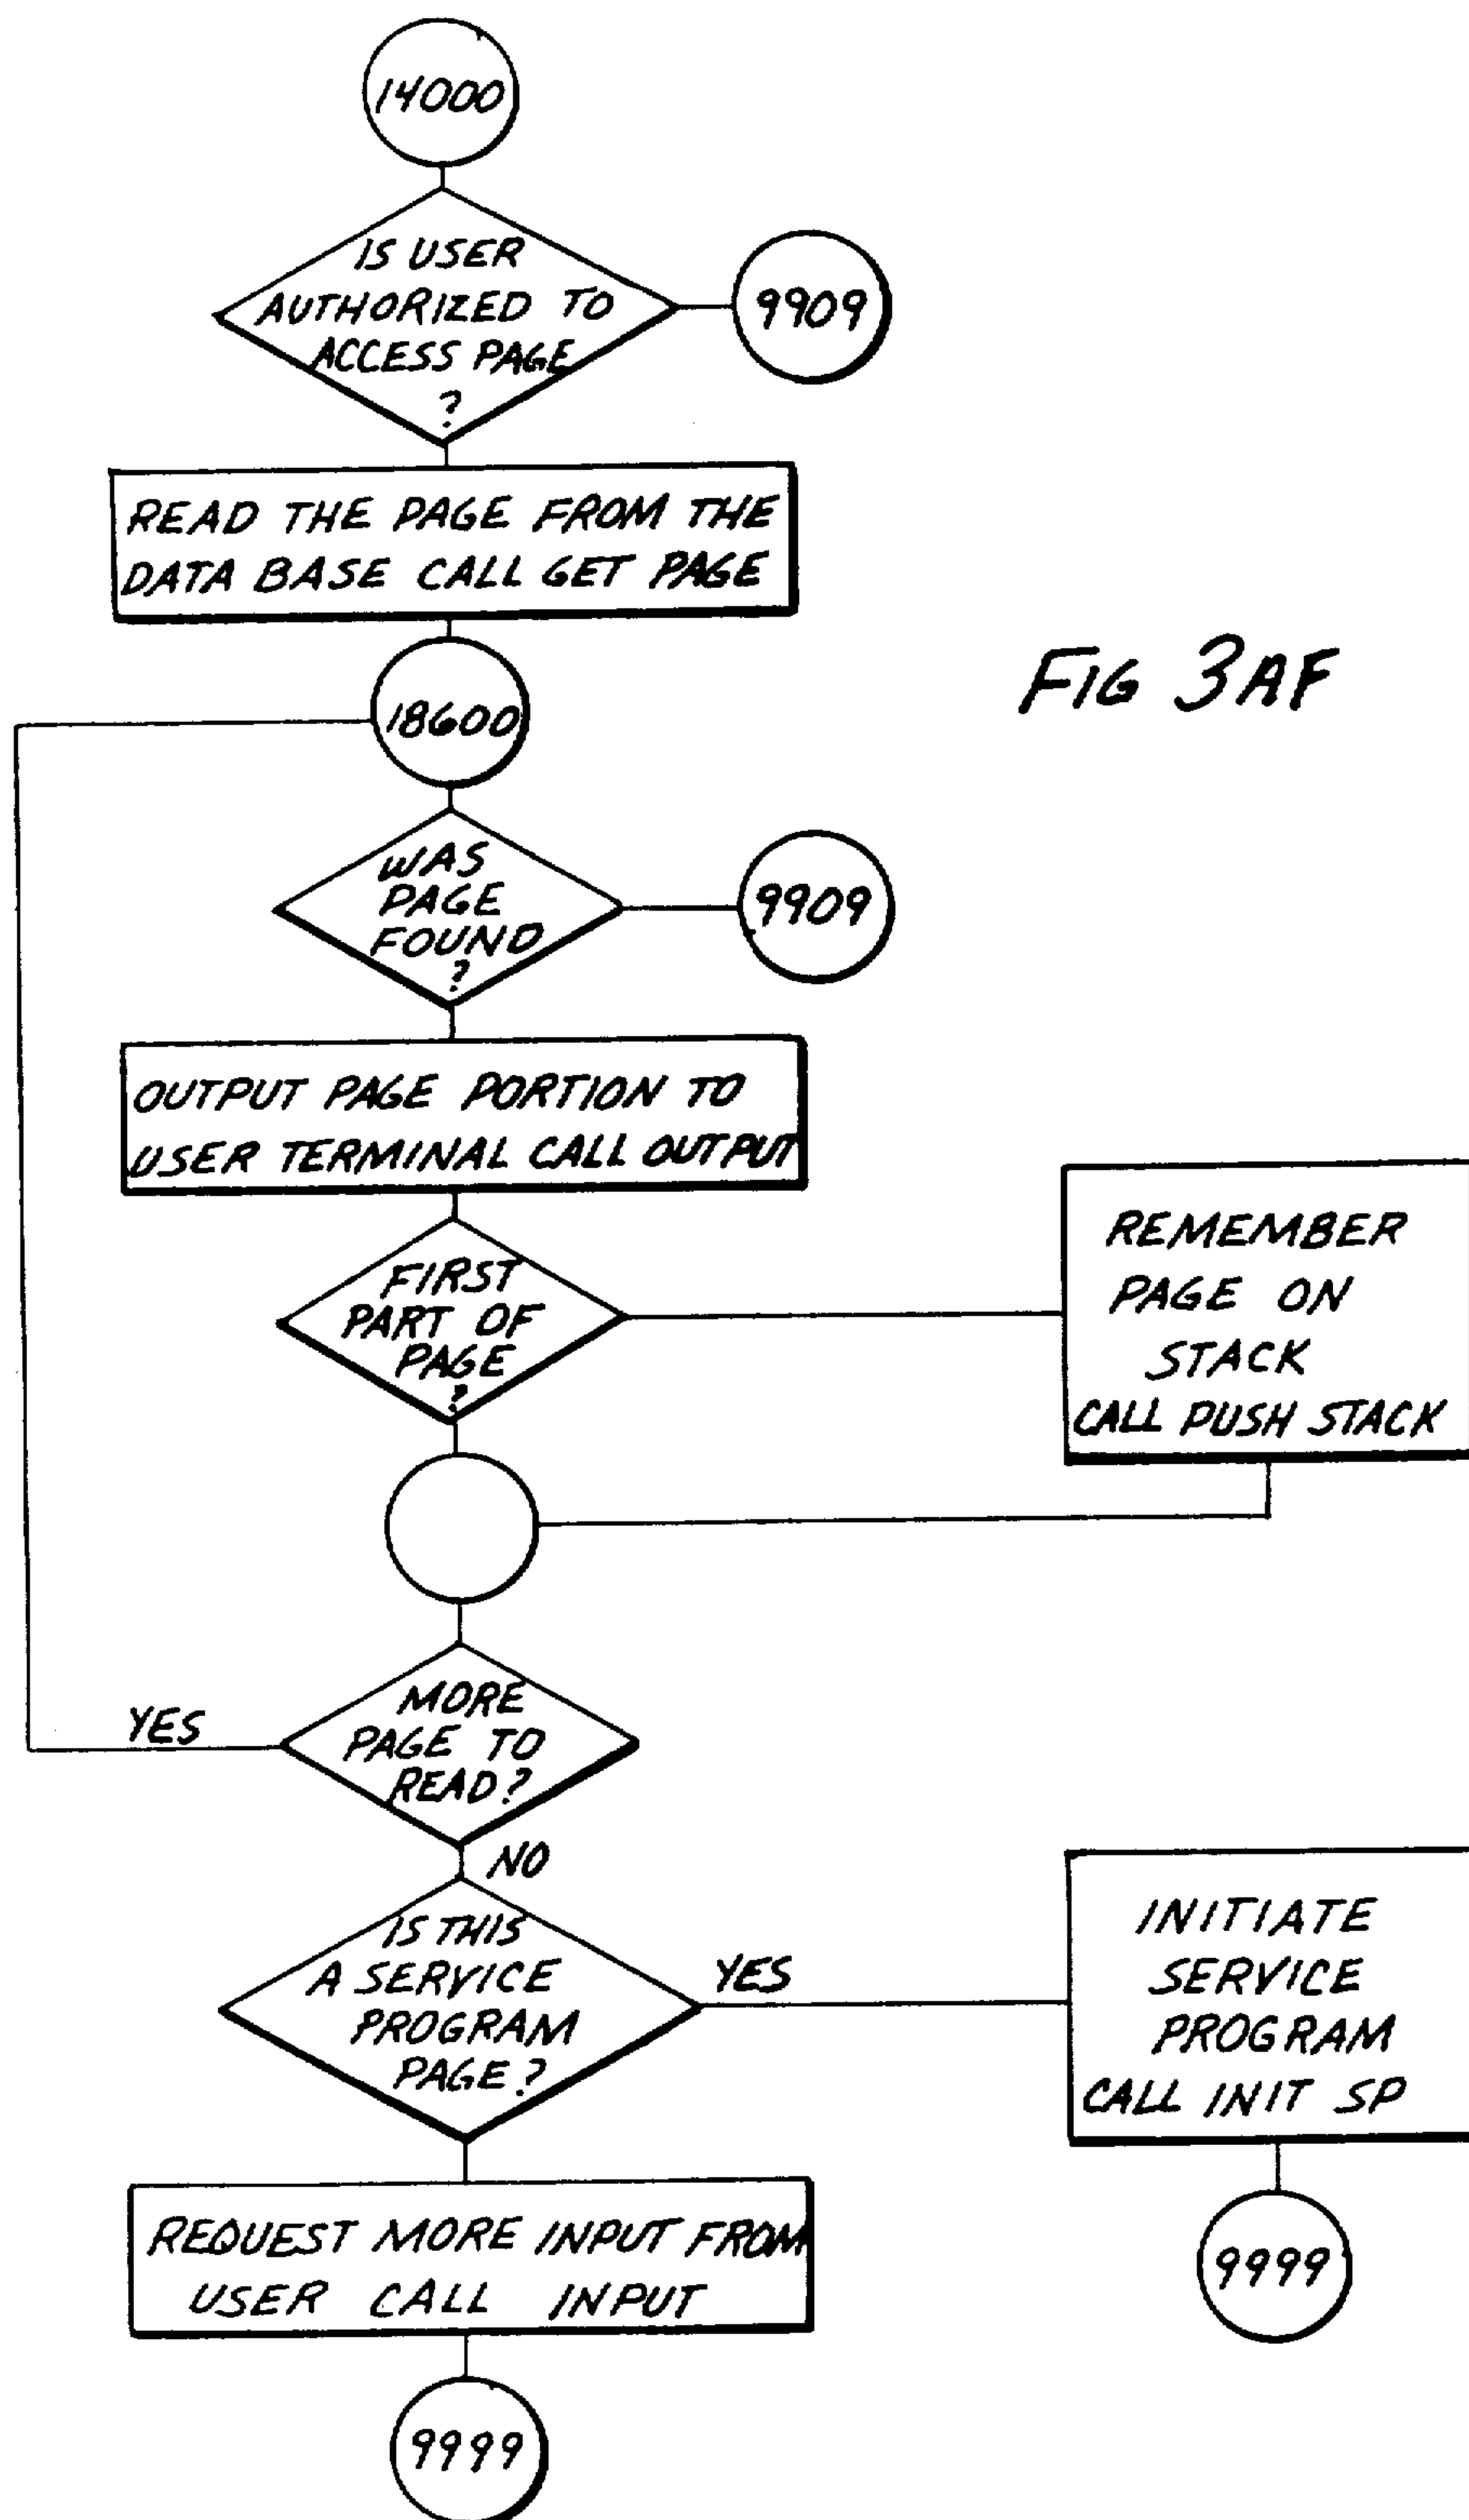 14000
IS USER
AUTHORIZED TO
ACCESS PAGE
?
9909
READ THE PAGE FROM THE
DATA BASE CALL GET PAGE
18600
FIG 3AF
WAS
PAGE
FOUND
?
9909
OUTPUT PAGE PORTION TO
USER TERMINAL CALL OUTPUT
FIRST
PART OF
PAGE
?
REMEMBER
PAGE ON
STACK
CALL PUSH STACK
MORE
PAGE TO
READ?
YES
NO
IS THIS
A SERVICE
PROGRAM
PAGE?
YES
INITIATE
SERVICE
PROGRAM
CALL INIT SP
9999
REQUEST MORE INPUT FROM
USER CALL INPUT
9999